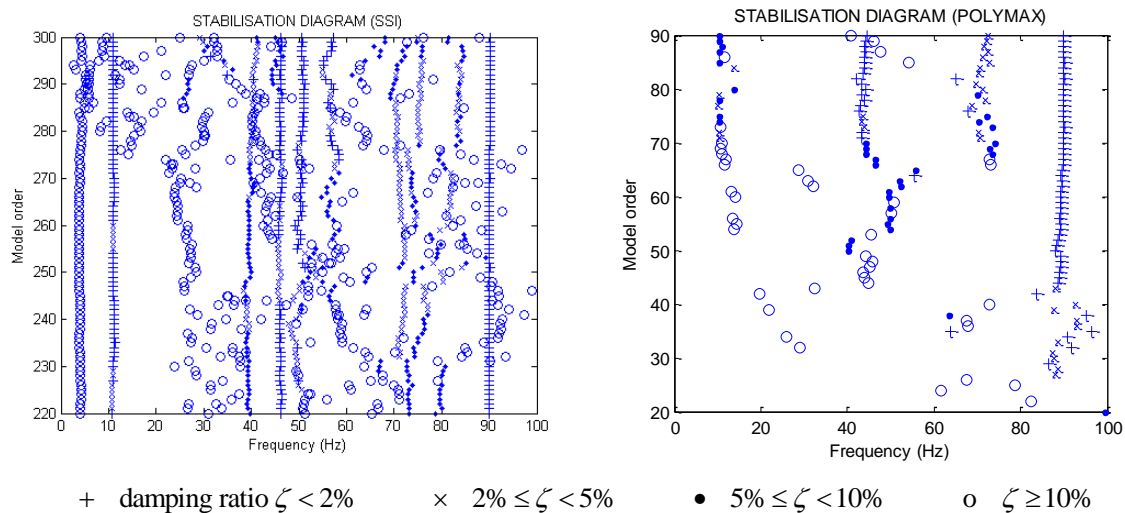 STABILISATION DIAGRAM (SSI)
300
290
280
270
260
250
240
230
220
Model order
0 10 20 30 40 50 60 70 80 90 100
Frequency (Hz)
STABILISATION DIAGRAM (POLYMAX)
90
80
70
60
50
40
30
20
Model order
0 20 40 60 80 100
Frequency (Hz)
+ damping ratio ζ < 2% × 2% ≤ ζ < 5% • 5% ≤ ζ < 10% o ζ ≥ 10%